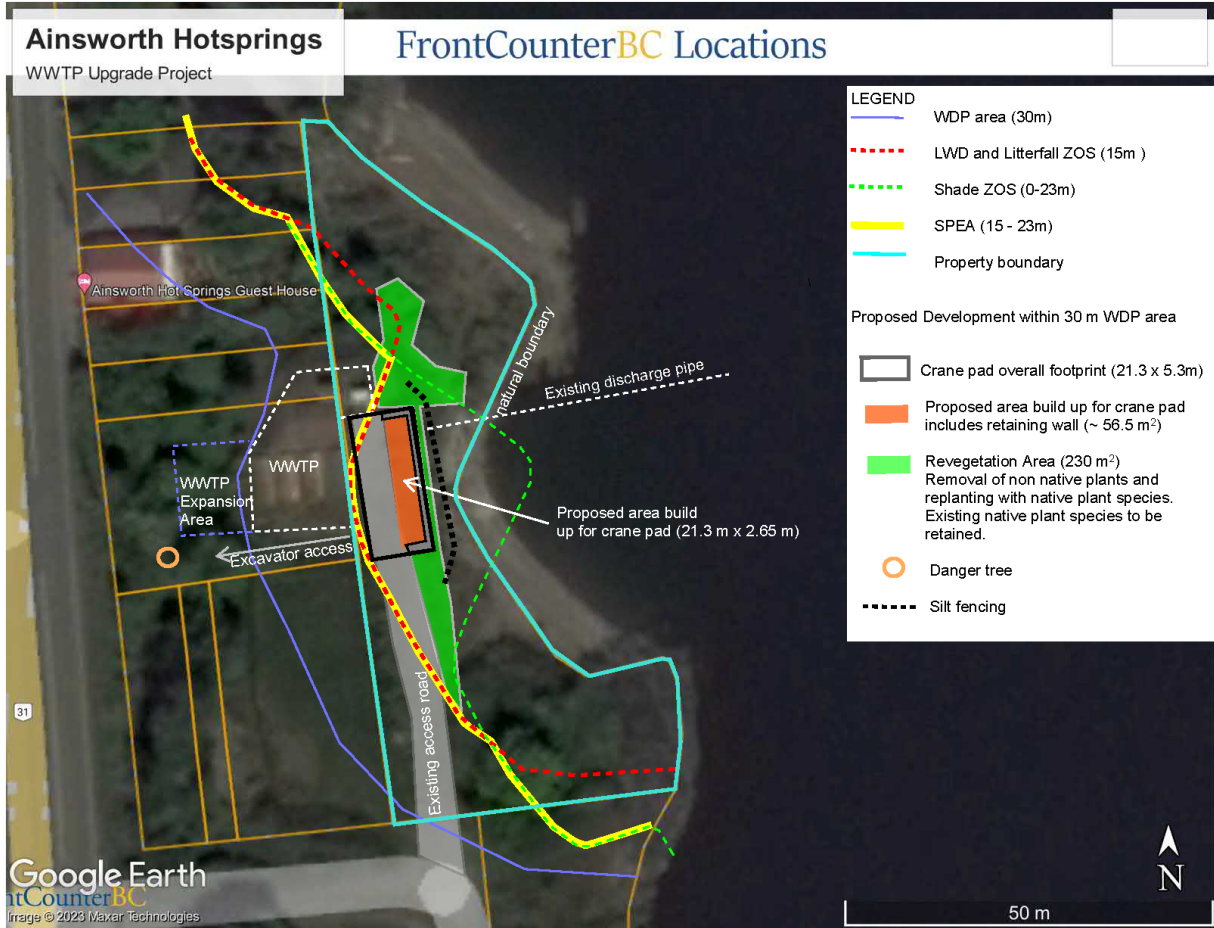 Ainsworth Hotsprings
WWTP Upgrade Project
FrontCounterBC Locations
LEGEND
WDP area (30m)
LWD and Litterfall ZOS (15m )
Shade ZOS (0-23m)
SPEA (15 - 23m)
Property boundary
Proposed Development within 30 m WDP area
Crane pad overall footprint (21.3 x 5.3m)
Proposed area build up for crane pad
includes retaining wall (~ 56.5 m²)
Revegetation Area (230 m²)
Removal of non native plants and
replanting with native plant species.
Existing native plant species to be
retained.
Danger tree
Silt fencing
Ainsworth Hot Springs Guest House
natural boundary
Existing discharge pipe
WWTP
WWTP
Expansion
Area
Proposed area build
up for crane pad (21.3 m x 2.65 m)
Excavator access
Existing access road
31
Google Earth
ntCounterBC
Image © 2023 Maxar Technologies
N
50 m